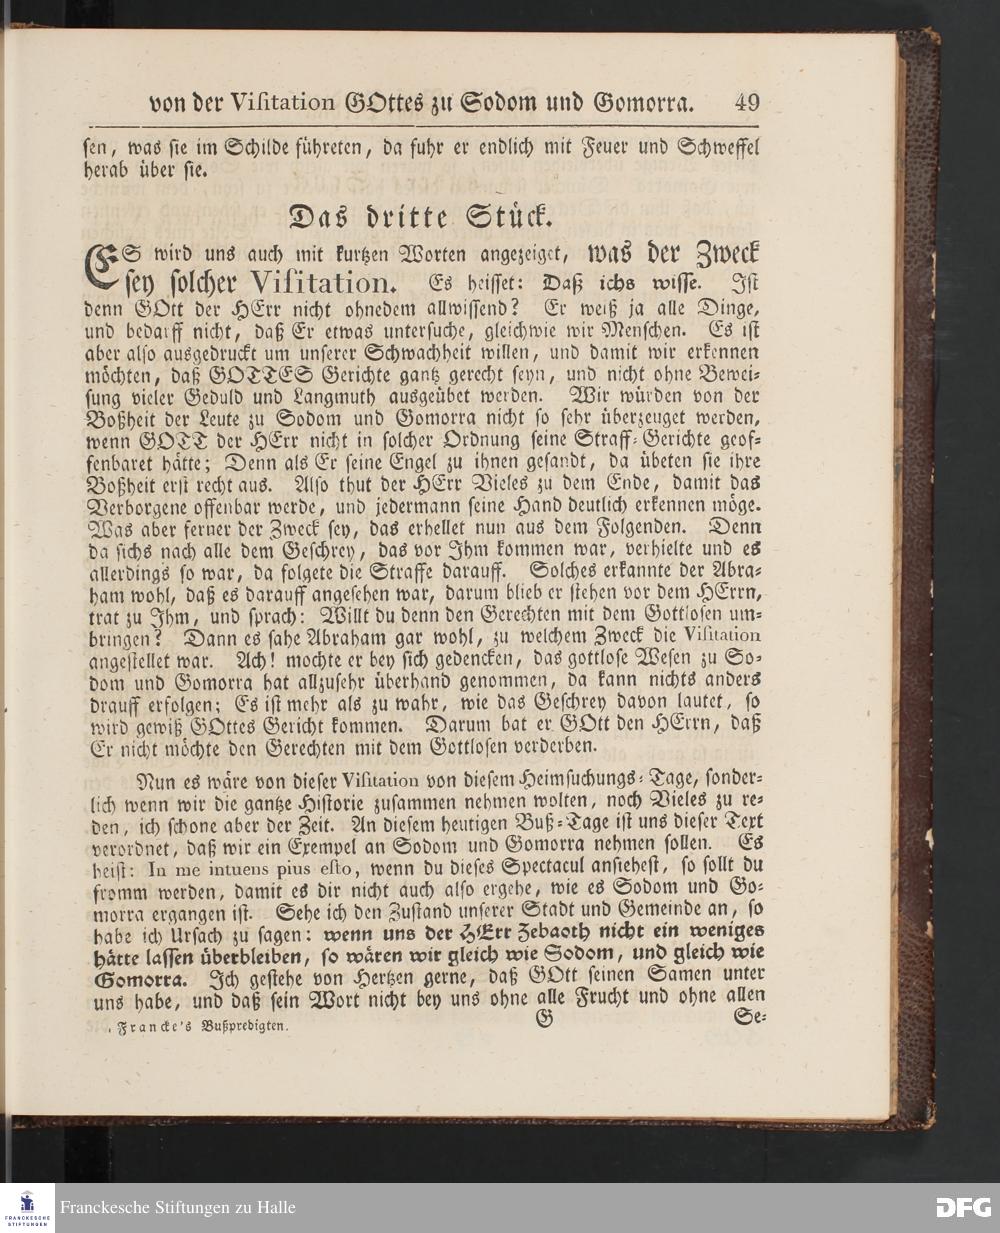 von der Visitation GOttes zu Sodom und Gomorra. 49
sen, was sie im Schilde führeten, da fuhr er endlich mit Feuer und Schweffel
herab über sie.
Das dritte Stück.
ES wird uns auch mit kurtzen Worten angezeiget, was der Zweck
sey solcher Visitation. Es heisset: Daß ichs wisse. Ist
denn GOtt der HErr nicht ohnedem allwissend? Er weiß ja alle Dinge,
und bedarff nicht, daß Er etwas untersuche, gleichwie wir Menschen. Es ist
aber also ausgedruckt um unserer Schwachheit willen, und damit wir erkennen
möchten, daß GOTTES Gerichte gantz gerecht seyn, und nicht ohne Bewei-
sung vieler Geduld und Langmuth ausgeübet werden. Wir würden von der
Boßheit der Leute zu Sodom und Gomorra nicht so sehr überzeuget werden,
wenn GOTT der HErr nicht in solcher Ordnung seine Straff-Gerichte geof-
fenbaret hätte; Denn als Er seine Engel zu ihnen gesandt, da übeten sie ihre
Boßheit erst recht aus. Also thut der HErr Vieles zu dem Ende, damit das
Verborgene offenbar werde, und jedermann seine Hand deutlich erkennen möge.
Was aber ferner der Zweck sey, das erhellet nun aus dem Folgenden. Denn
da sichs nach alle dem Geschrey, das vor Ihm kommen war, verhielte und es
allerdings so war, da folgete die Straffe darauff. Solches erkannte der Abra-
ham wohl, daß es darauff angesehen war, darum blieb er stehen vor dem HErrn,
trat zu Ihm, und sprach: Willt du denn den Gerechten mit dem Gottlosen um-
bringen? Dann es sahe Abraham gar wohl, zu welchem Zweck die Visitation
angestellet war. Ach! mochte er bey sich gedencken, das gottlose Wesen zu So-
dom und Gomorra hat allzusehr überhand genommen, da kann nichts anders
drauff erfolgen; Es ist mehr als zu wahr, wie das Geschrey davon lautet, so
wird gewiß GOttes Gericht kommen. Darum bat er GOtt den HErrn, daß
Er nicht möchte den Gerechten mit dem Gottlosen verderben.
Nun es wäre von dieser Visitation von diesem Heimsuchungs-Tage, sonder-
lich wenn wir die gantze Historie zusammen nehmen wolten, noch Vieles zu re-
den, ich schone aber der Zeit. An diesem heutigen Buß-Tage ist uns dieser Text
verordnet, daß wir ein Exempel an Sodom und Gomorra nehmen sollen. Es
heist: In me intuens pius esto, wenn du dieses Spectacul ansiehest, so sollt du
fromm werden, damit es dir nicht auch also ergehe, wie es Sodom und Go-
morra ergangen ist. Sehe ich den Zustand unserer Stadt und Gemeinde an, so
habe ich Ursach zu sagen: wenn uns der HErr Zebaoth nicht ein weniges
hätte lassen überbleiben, so wären wir gleich wie Sodom, und gleich wie
Gomorra. Ich gestehe von Hertzen gerne, daß GOtt seinen Samen unter
uns habe, und daß sein Wort nicht bey uns ohne alle Frucht und ohne allen
Francke's Bußpredigten. G Se-
FRANCKESCHE STIFTUNGEN
Franckesche Stiftungen zu Halle
DFG